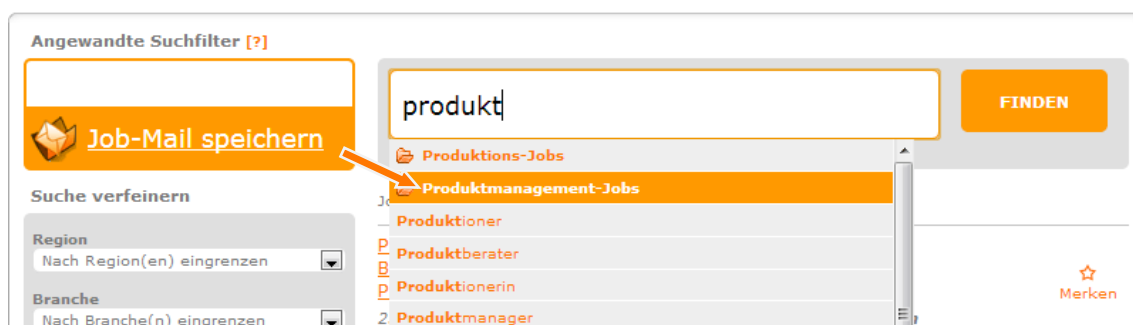 Angewandte Suchfilter [?]
Job-Mail speichern
Suche verfeinern
Region
Nach Region(en) eingrenzen
Branche
Nach Branche(n) eingrenzen
produkt
FINDEN
Produktions-Jobs
Produktmanagement-Jobs
Produktioner
Produktberater
Produktionerin
Produktmanager
Merken